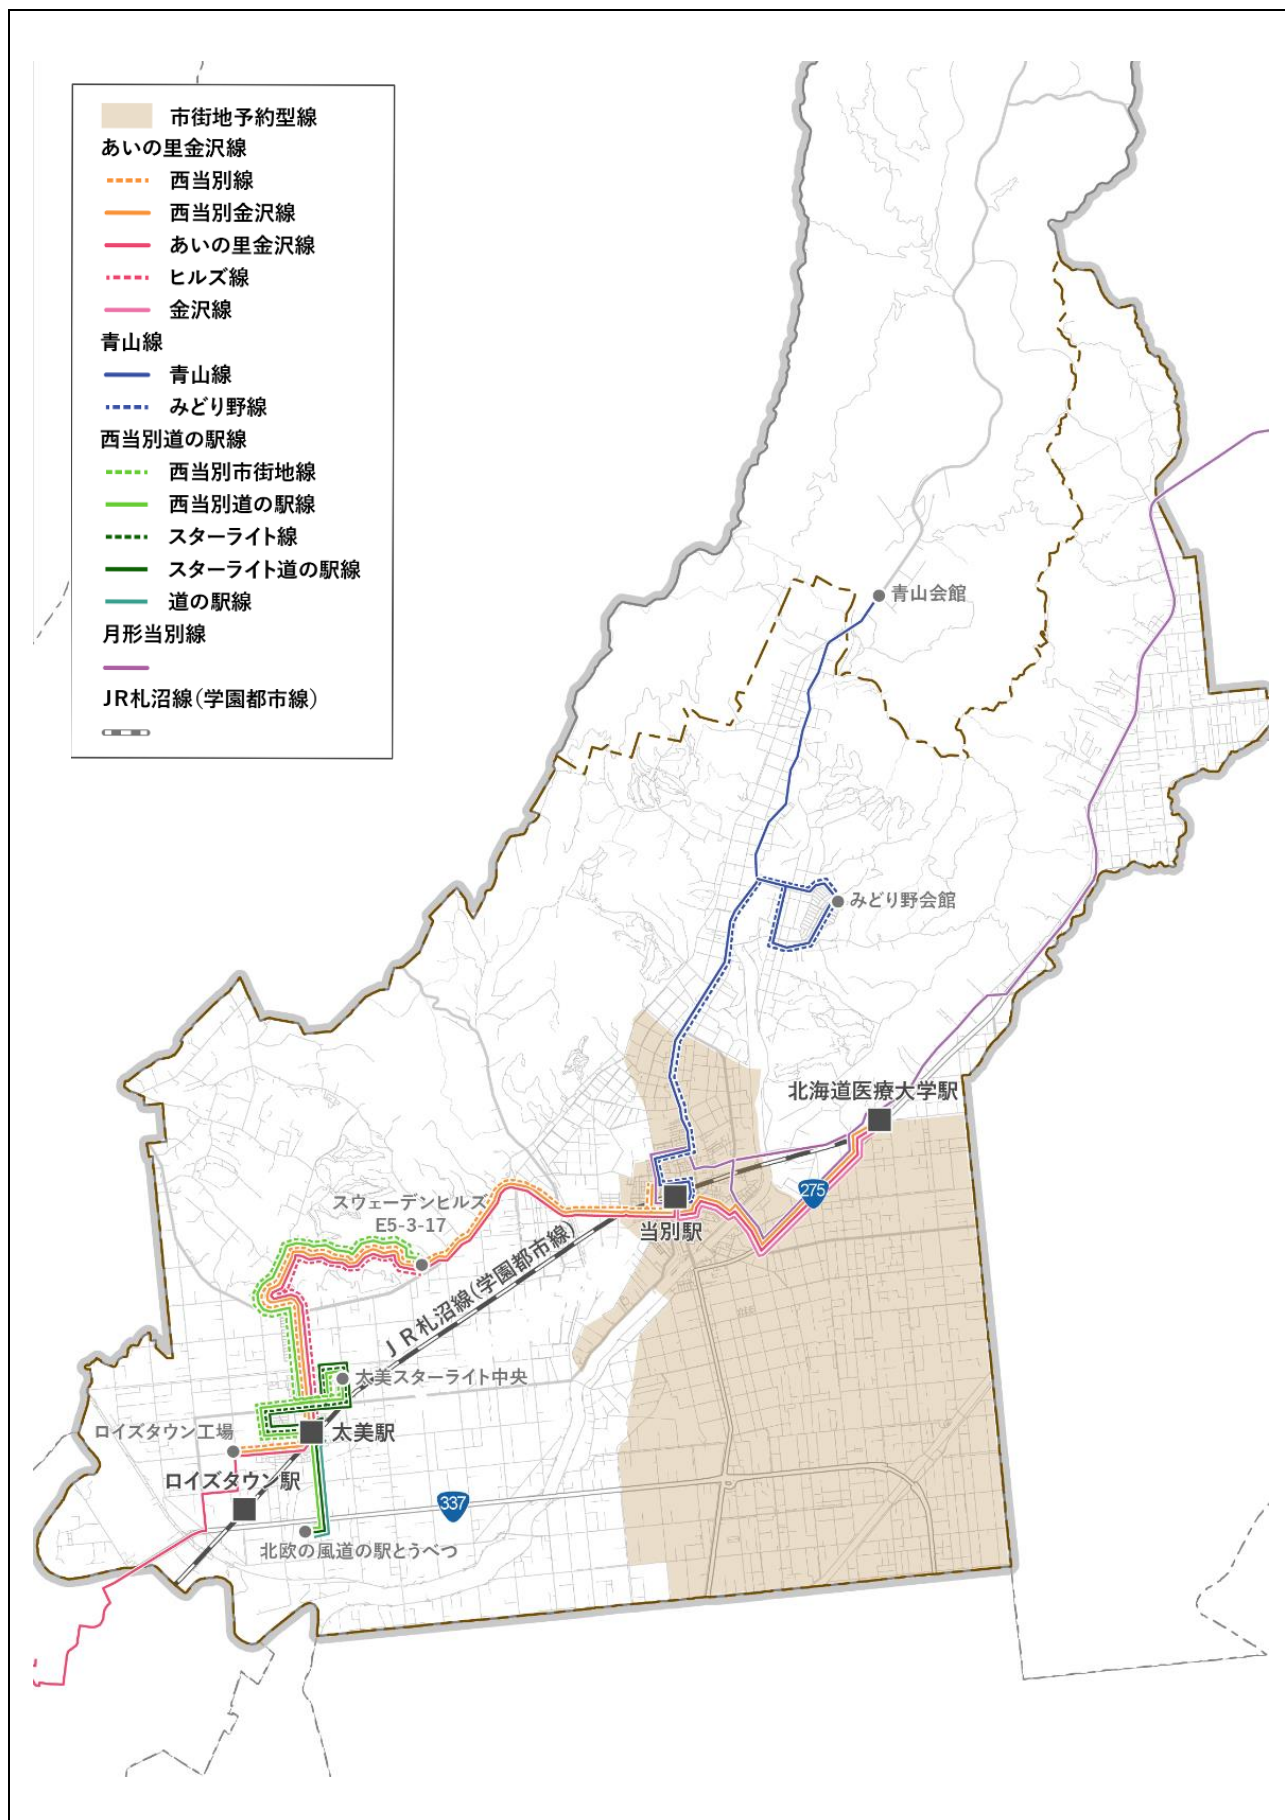 市街地予約型線
あいの里金沢線
西当別線
西当別金沢線
あいの里金沢線
ヒルズ線
金沢線
青山線
青山線
みどり野線
西当別道の駅線
西当別市街地線
西当別道の駅線
スターライト線
スターライト道の駅線
道の駅線
月形当別線
JR札沼線(学園都市線)
青山会館
みどり野会館
北海道医療大学駅
275
スウェーデンヒルズ
E5-3-17
当別駅
JR札沼線(学園都市線)
太美スターライト中央
ロイズタウン工場
太美駅
ロイズタウン駅
337
北欧の風道の駅とうべつ